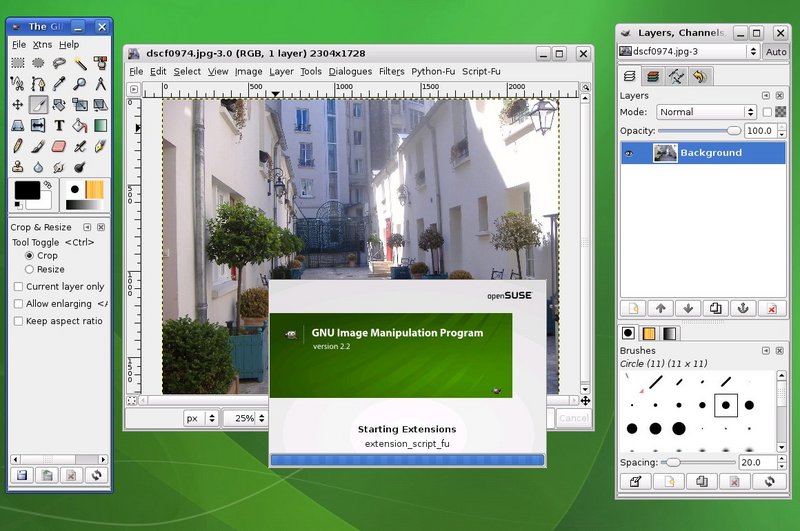 The GI
File Xtns Help
Crop & Resize
Tool Toggle <Ctrl>
Crop
Resize
Current layer only
Allow enlarging <A
Keep aspect ratio
dscf0974.jpg-3.0 (RGB, 1 layer) 2304x1728
File Edit Select View Image Layer Tools Dialogues Filters Python-Fu Script-Fu
0 500 1000 1500 2000
0
500
1000
1500
px 25% Cancel
openSUSE
GNU Image Manipulation Program
version 2.2
Starting Extensions
extension_script_fu
Layers, Channels,
dscf0974.jpg-3 Auto
Layers
Mode: Normal
Opacity: 100.0
Background
Brushes
Circle (11) (11 x 11)
Spacing: 20.0